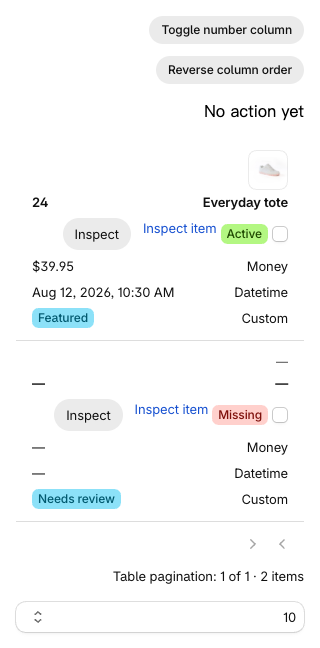 Toggle number column
Reverse column order
No action yet
Everyday tote 24
Active Inspect item Inspect
Money $39.95
Datetime Aug 12, 2026, 10:30 AM
Custom Featured
—
— —
Missing Inspect item Inspect
Money —
Datetime —
Custom Needs review
Table pagination: 1 of 1 · 2 items
10